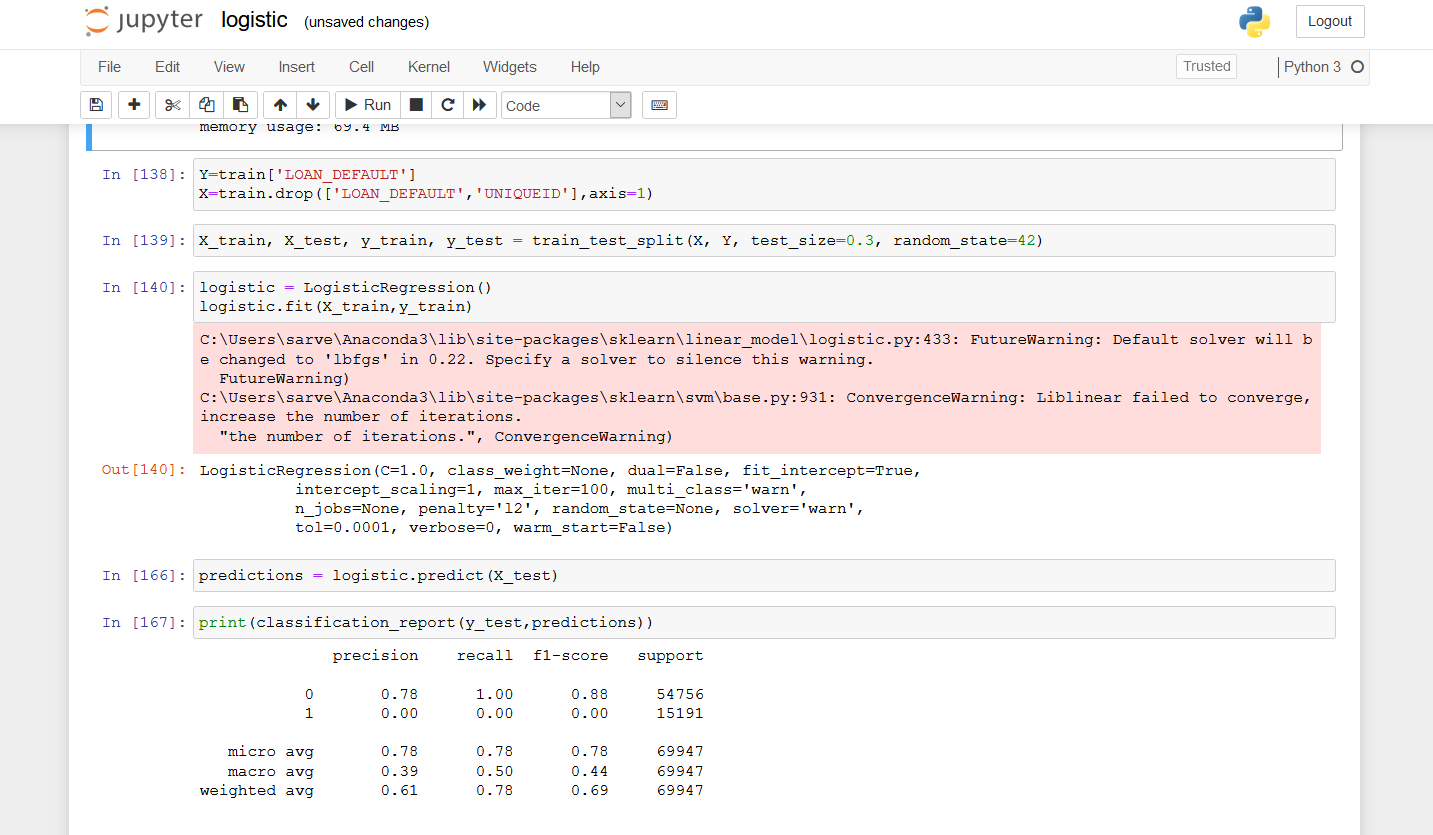 jupyter logistic (unsaved changes) Logout
File Edit View Insert Cell Kernel Widgets Help Trusted Python 3
Run Code
memory usage: 69.4 MB
In [138]: Y=train['LOAN_DEFAULT']
X=train.drop(['LOAN_DEFAULT','UNIQUEID'],axis=1)
In [139]: X_train, X_test, y_train, y_test = train_test_split(X, Y, test_size=0.3, random_state=42)
In [140]: logistic = LogisticRegression()
logistic.fit(X_train,y_train)
C:\Users\sarve\Anaconda3\lib\site-packages\sklearn\linear_model\logistic.py:433: FutureWarning: Default solver will b
e changed to 'lbfgs' in 0.22. Specify a solver to silence this warning.
FutureWarning)
C:\Users\sarve\Anaconda3\lib\site-packages\sklearn\svm\base.py:931: ConvergenceWarning: Liblinear failed to converge,
increase the number of iterations.
"the number of iterations.", ConvergenceWarning)
Out[140]: LogisticRegression(C=1.0, class_weight=None, dual=False, fit_intercept=True,
intercept_scaling=1, max_iter=100, multi_class='warn',
n_jobs=None, penalty='l2', random_state=None, solver='warn',
tol=0.0001, verbose=0, warm_start=False)
In [166]: predictions = logistic.predict(X_test)
In [167]: print(classification_report(y_test,predictions))
precision recall f1-score support
0 0.78 1.00 0.88 54756
1 0.00 0.00 0.00 15191
micro avg 0.78 0.78 0.78 69947
macro avg 0.39 0.50 0.44 69947
weighted avg 0.61 0.78 0.69 69947